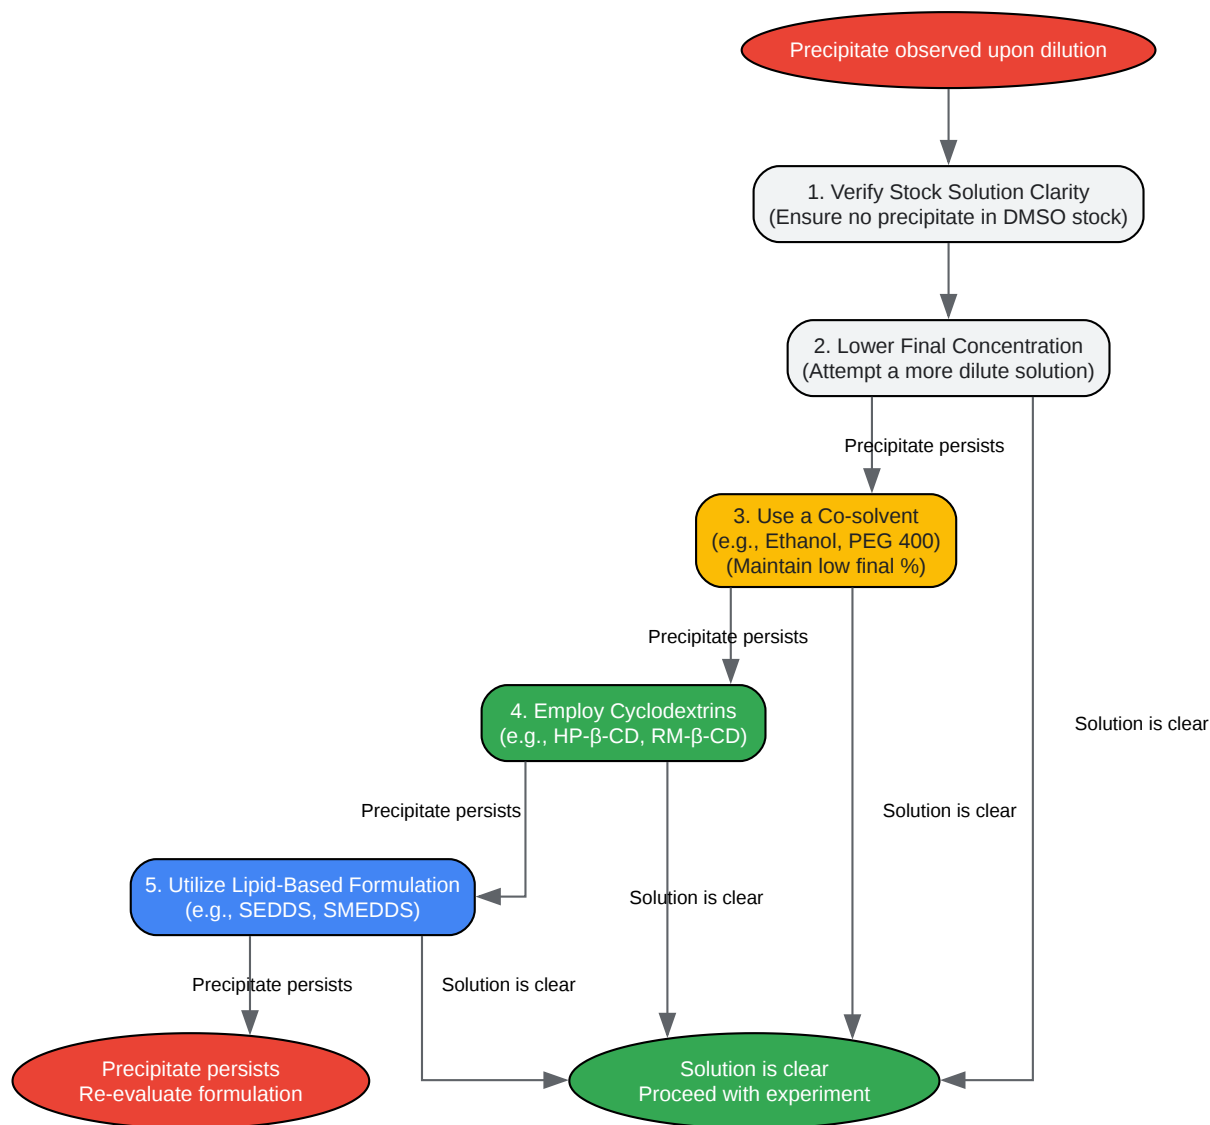 Precipitate observed upon dilution
1. Verify Stock Solution Clarity
(Ensure no precipitate in DMSO stock)
2. Lower Final Concentration
(Attempt a more dilute solution)
Precipitate persists
3. Use a Co-solvent
(e.g., Ethanol, PEG 400)
(Maintain low final %)
Precipitate persists
4. Employ Cyclodextrins
(e.g., HP-β-CD, RM-β-CD)
Solution is clear
Precipitate persists
Solution is clear
5. Utilize Lipid-Based Formulation
(e.g., SEDDS, SMEDDS)
Solution is clear
Precipitate persists
Solution is clear
Precipitate persists
Re-evaluate formulation
Solution is clear
Proceed with experiment